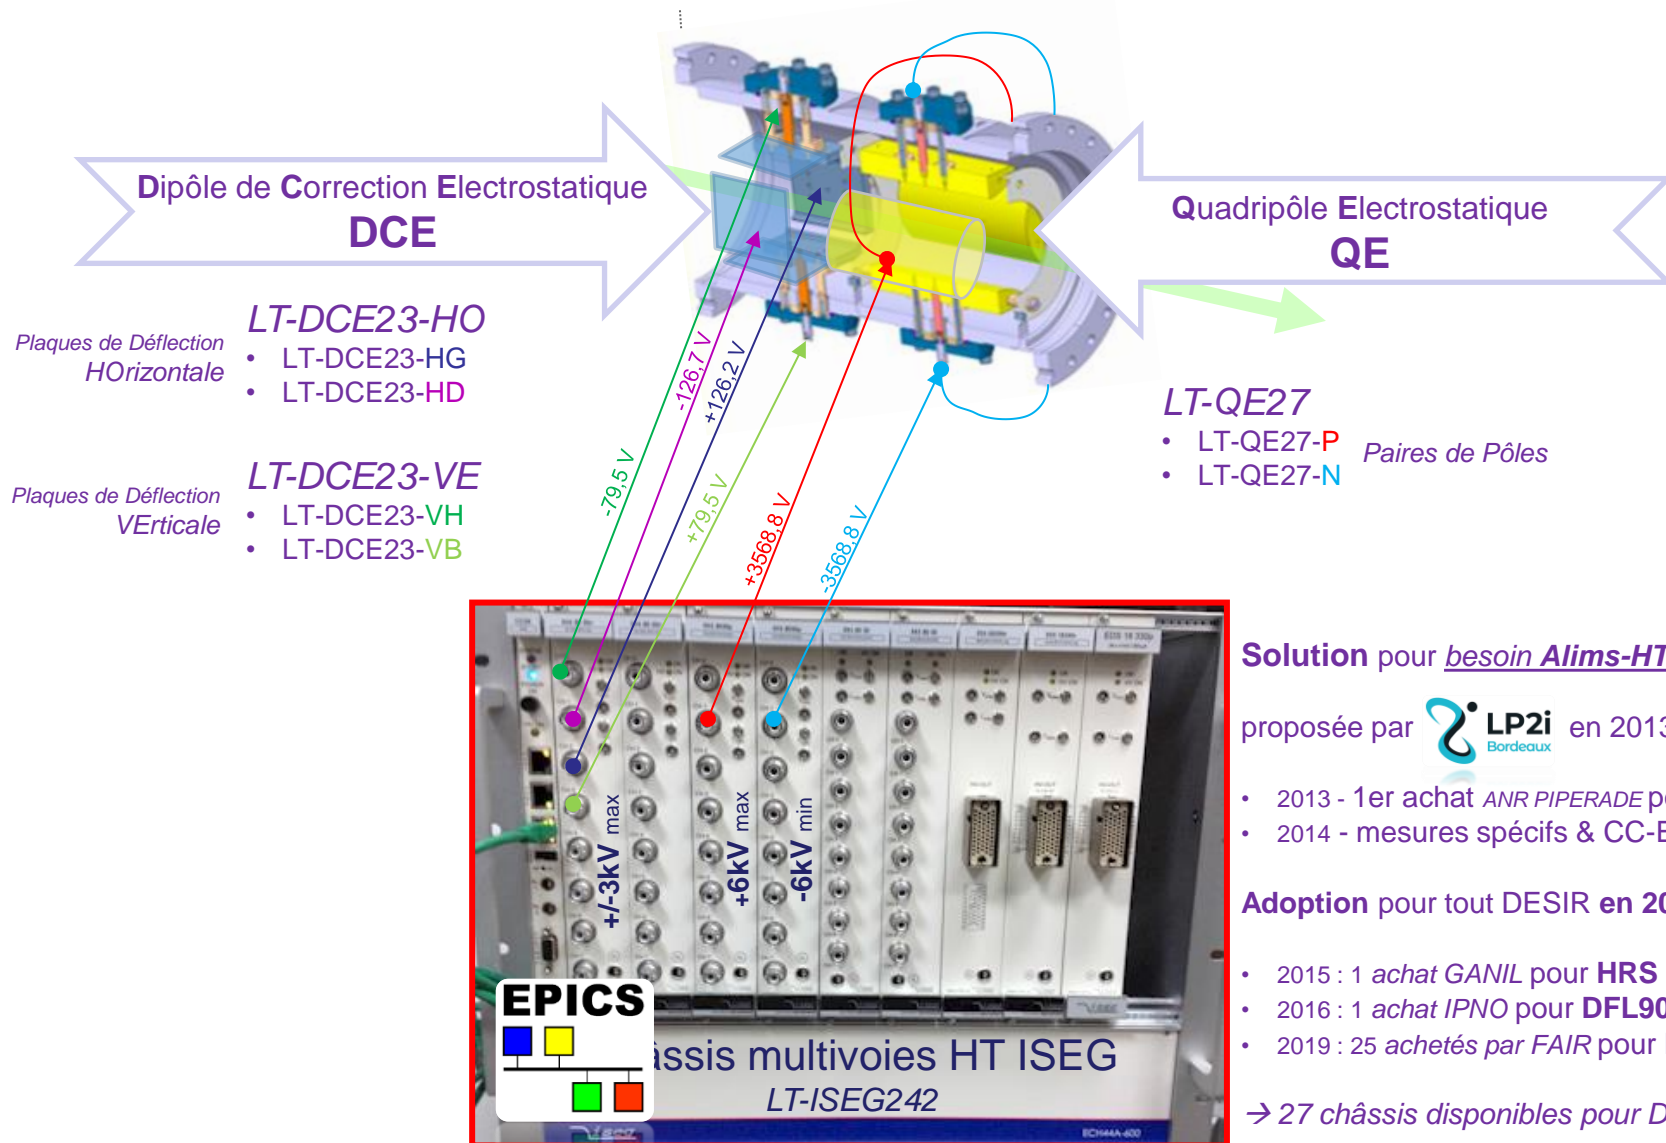 Dipôle de Correction Electrostatique
DCE
Quadripôle Electrostatique
QE
Plaques de Déflection
HOrizontale
LT-DCE23-HO
• LT-DCE23-HG
• LT-DCE23-HD
Plaques de Déflection
VErticale
LT-DCE23-VE
• LT-DCE23-VH
• LT-DCE23-VB
-79,5 V
-126,7 V
+126,2 V
+79,5 V
+3568,8 V
-3568,8 V
LT-QE27
• LT-QE27-P
• LT-QE27-N
Paires de Pôles
+/-3kV max
+6kV max
-6kV min
EPICS
âssis multivoies HT ISEG
LT-ISEG242
ECH44A-600
Solution pour besoin Alims-HT
proposée par LP2i Bordeaux en 2013
• 2013 - 1er achat ANR PIPERADE
• 2014 - mesures spécifs & CC-
Adoption pour tout DESIR en
• 2015 : 1 achat GANIL pour HRS
• 2016 : 1 achat IPNO pour DFL90
• 2019 : 25 achetés par FAIR pour
→ 27 châssis disponibles pour